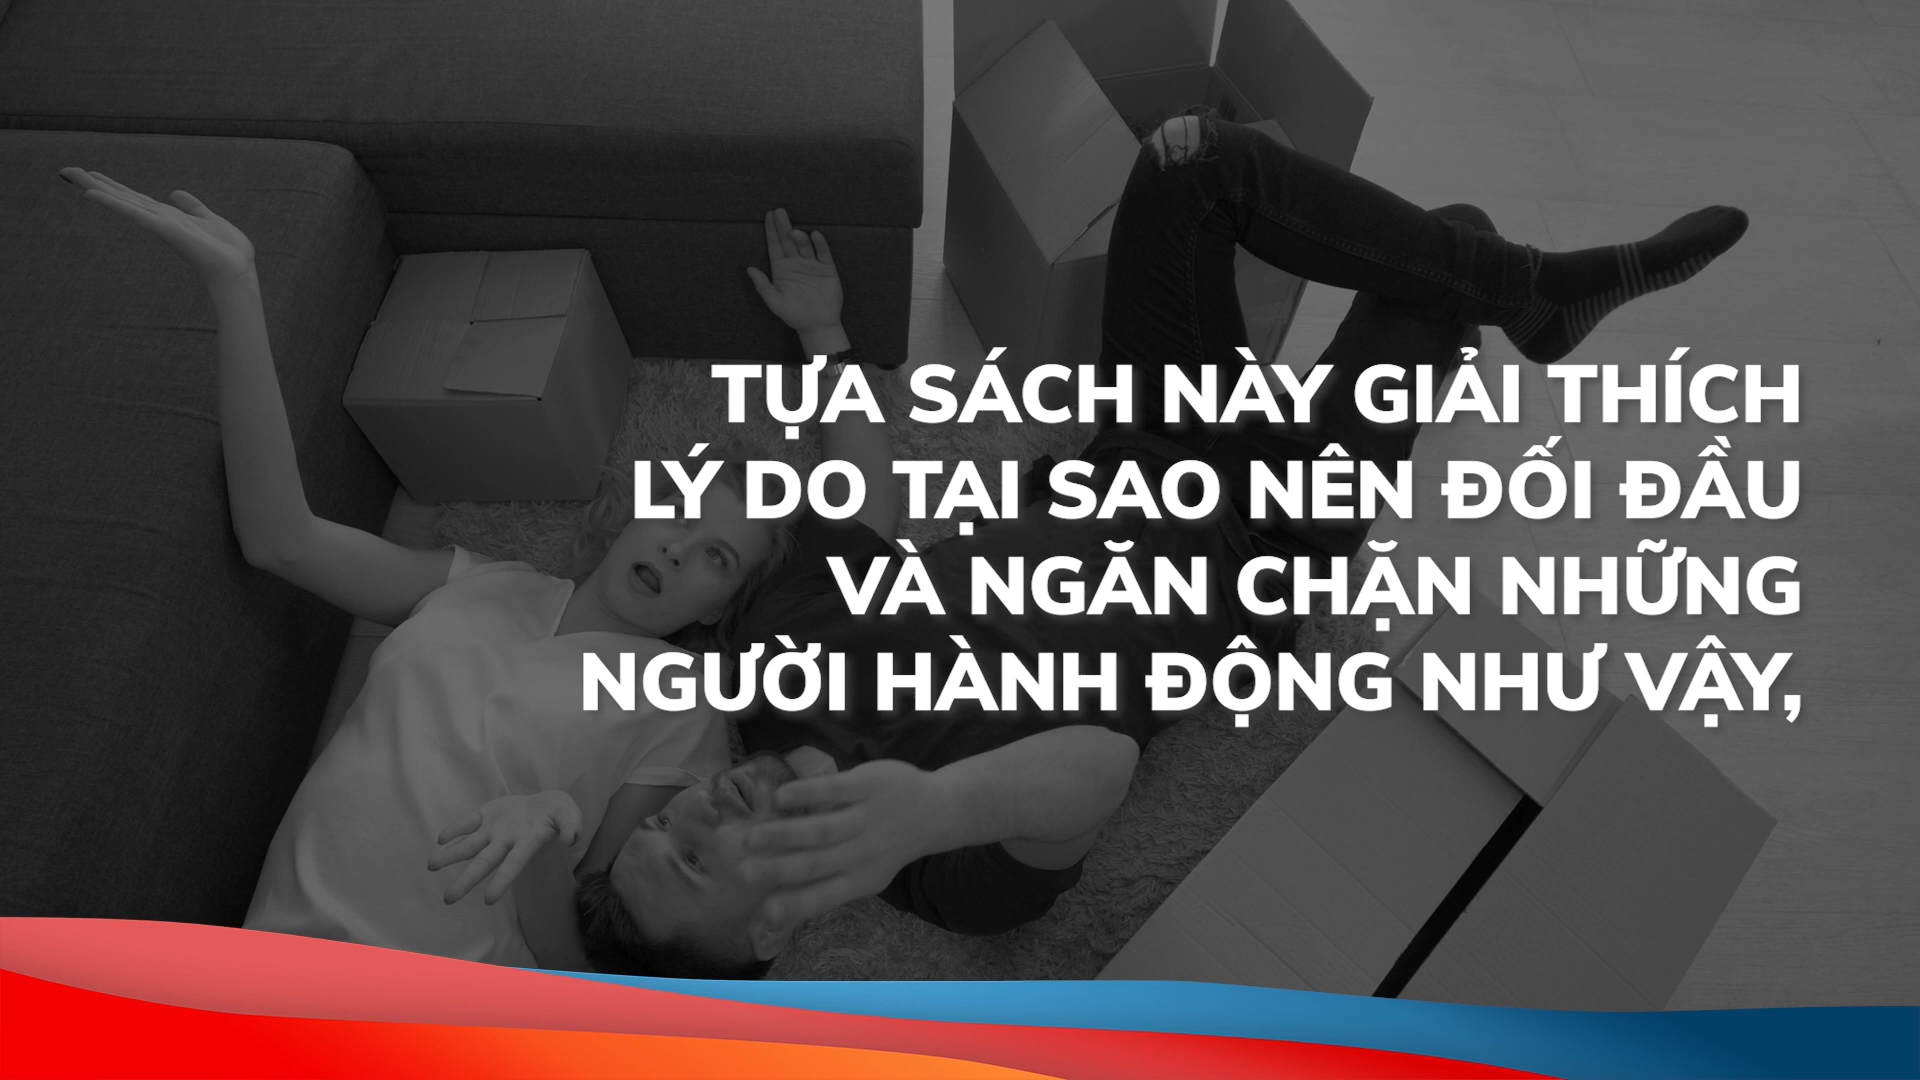 TỰA SÁCH NÀY GIẢI THÍCH
LÝ DO TẠI SAO NÊN ĐỐI ĐẦU
VÀ NGĂN CHẶN NHỮNG
NGƯỜI HÀNH ĐỘNG NHƯ VẬY,